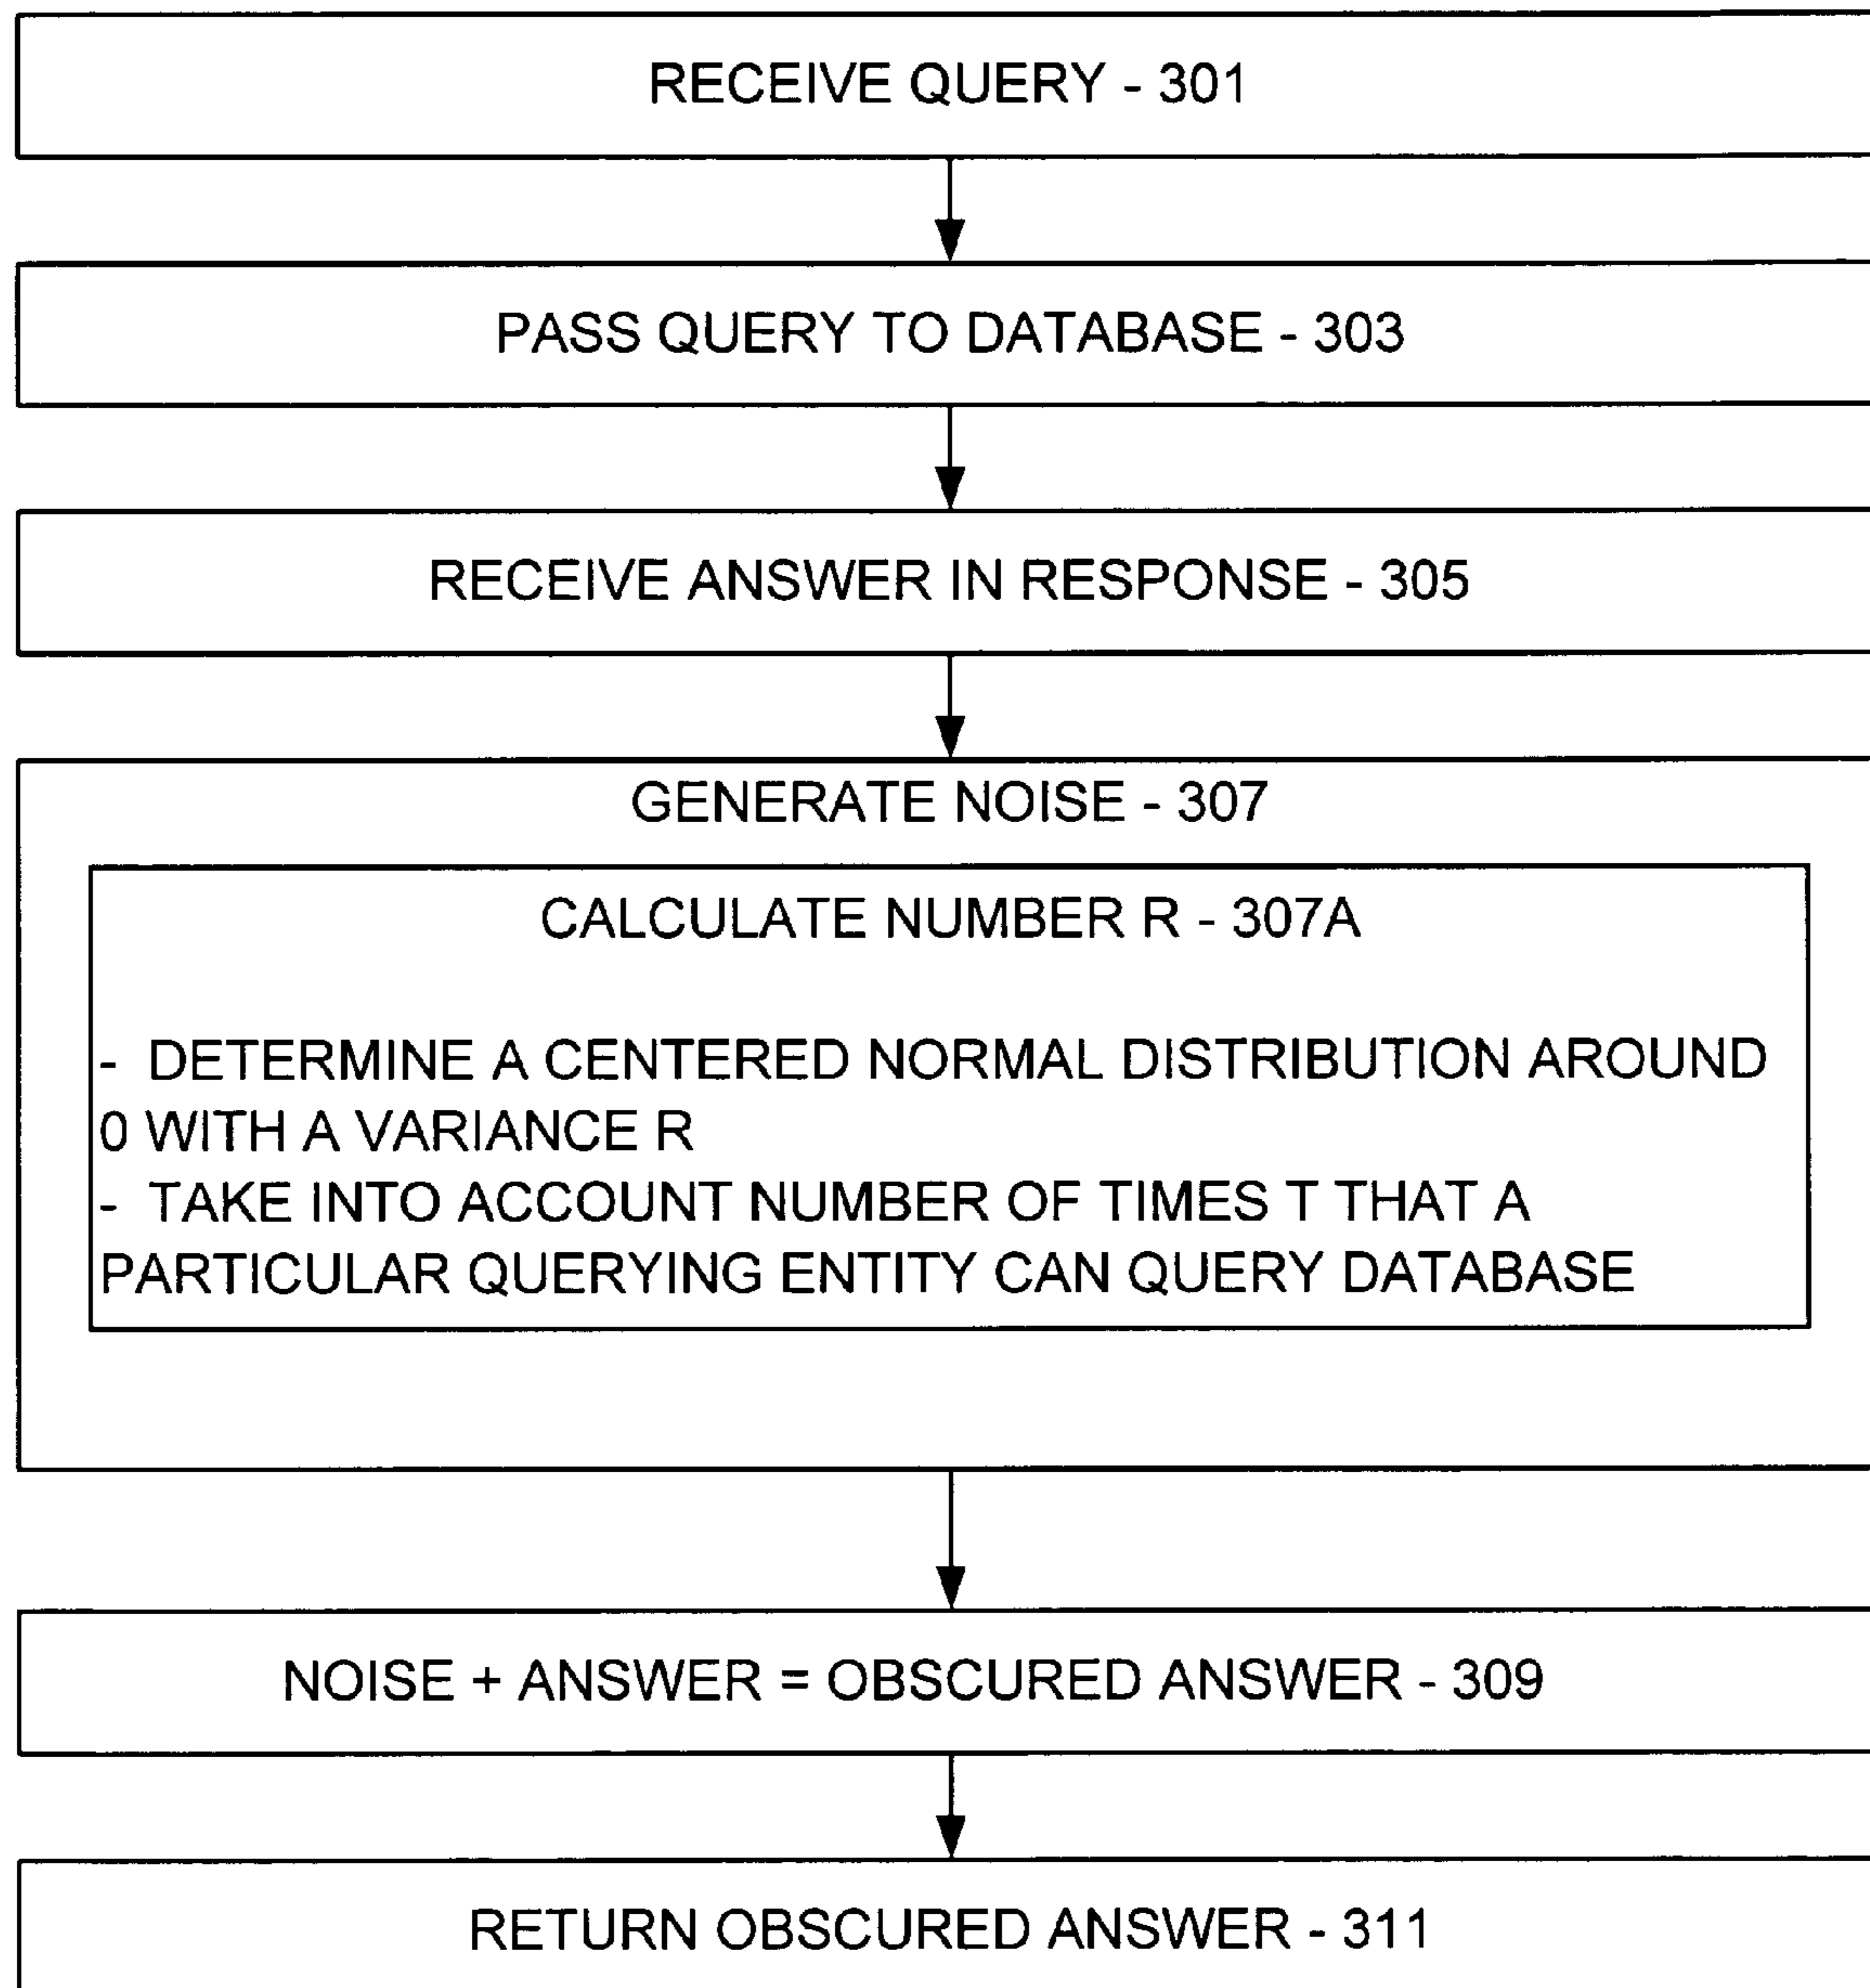 RECEIVE QUERY - 301
PASS QUERY TO DATABASE - 303
RECEIVE ANSWER IN RESPONSE - 305
GENERATE NOISE - 307
CALCULATE NUMBER R - 307A
- DETERMINE A CENTERED NORMAL DISTRIBUTION AROUND
0 WITH A VARIANCE R
- TAKE INTO ACCOUNT NUMBER OF TIMES T THAT A
PARTICULAR QUERYING ENTITY CAN QUERY DATABASE
NOISE + ANSWER = OBSCURED ANSWER - 309
RETURN OBSCURED ANSWER - 311